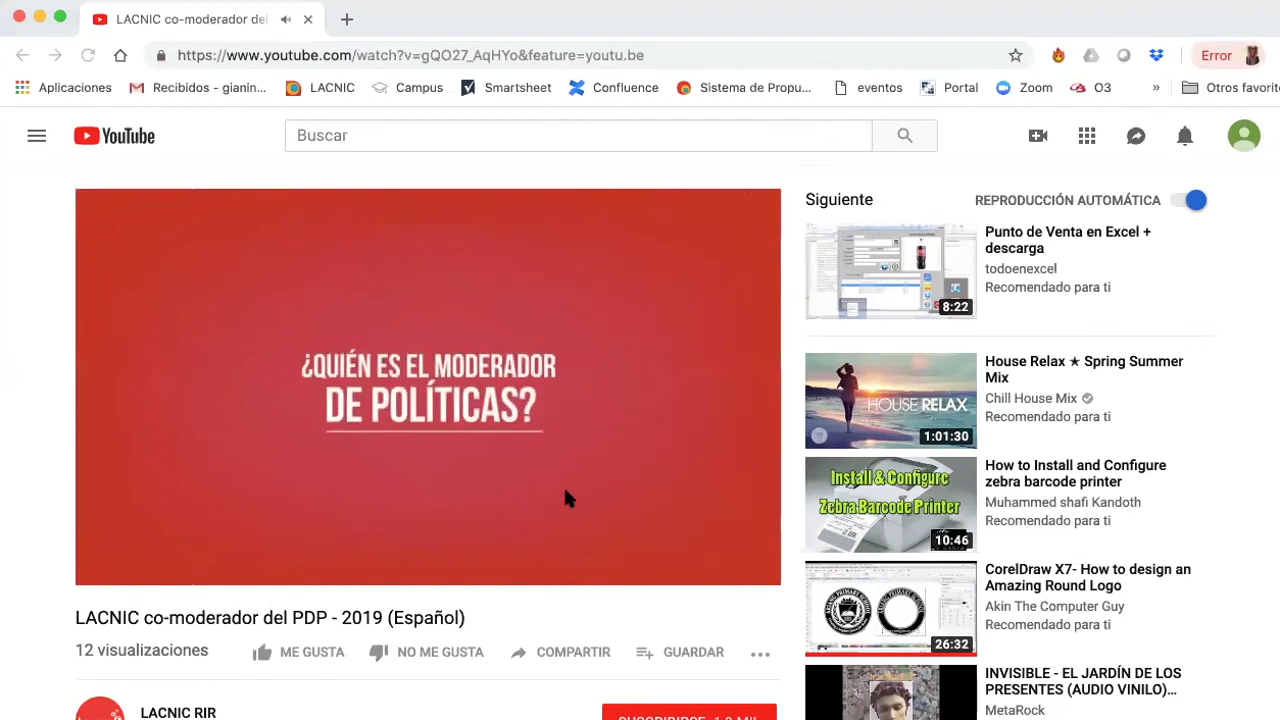 LACNIC co-moderador del
https://www.youtube.com/watch?v=gQO27_AqHYo&feature=youtu.be
Error
Aplicaciones
Recibidos - gianin...
LACNIC
Campus
Smartsheet
Confluence
Sistema de Propu...
eventos
Portal
Zoom
O3
»
Otros favorit
YouTube
Buscar
¿QUIÉN ES EL MODERADOR
DE POLÍTICAS?
LACNIC co-moderador del PDP - 2019 (Español)
12 visualizaciones
ME GUSTA
NO ME GUSTA
COMPARTIR
GUARDAR
LACNIC RIR
Siguiente
REPRODUCCIÓN AUTOMÁTICA
8:22
Punto de Venta en Excel +
descarga
todoenexcel
Recomendado para ti
HOUSE RELAX
1:01:30
House Relax ★ Spring Summer
Mix
Chill House Mix
Recomendado para ti
Install & Configure
Zebra Barcode Printer
10:46
How to Install and Configure
zebra barcode printer
Muhammed shafi Kandoth
Recomendado para ti
26:32
CorelDraw X7- How to design an
Amazing Round Logo
Akin The Computer Guy
Recomendado para ti
INVISIBLE - EL JARDÍN DE LOS
PRESENTES (AUDIO VINILO)...
MetaRock